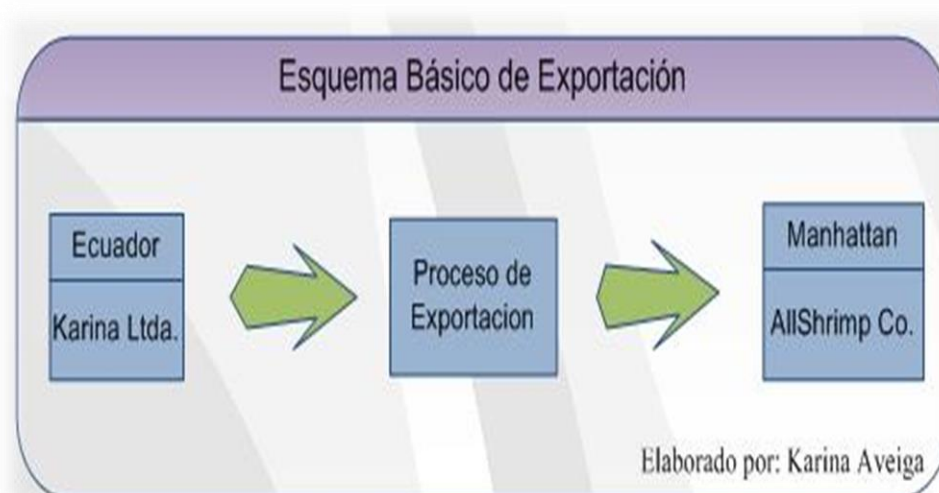 Esquema Básico de Exportación
Ecuador
Karina Ltda.
Proceso de
Exportacion
Manhattan
AllShrimp Co.
Elaborado por: Karina Aveiga